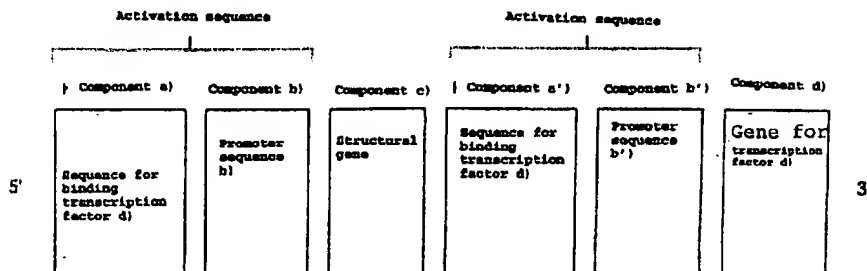 Activation sequence Activation sequence
Component a) Component b) Component c) Component a') Component b') Component d)
Sequence for binding transcription factor d)
Promoter sequence b)
Structural gene
Sequence for binding transcription factor d)
Promoter sequence b')
Gene for transcription factor d)
5'
3